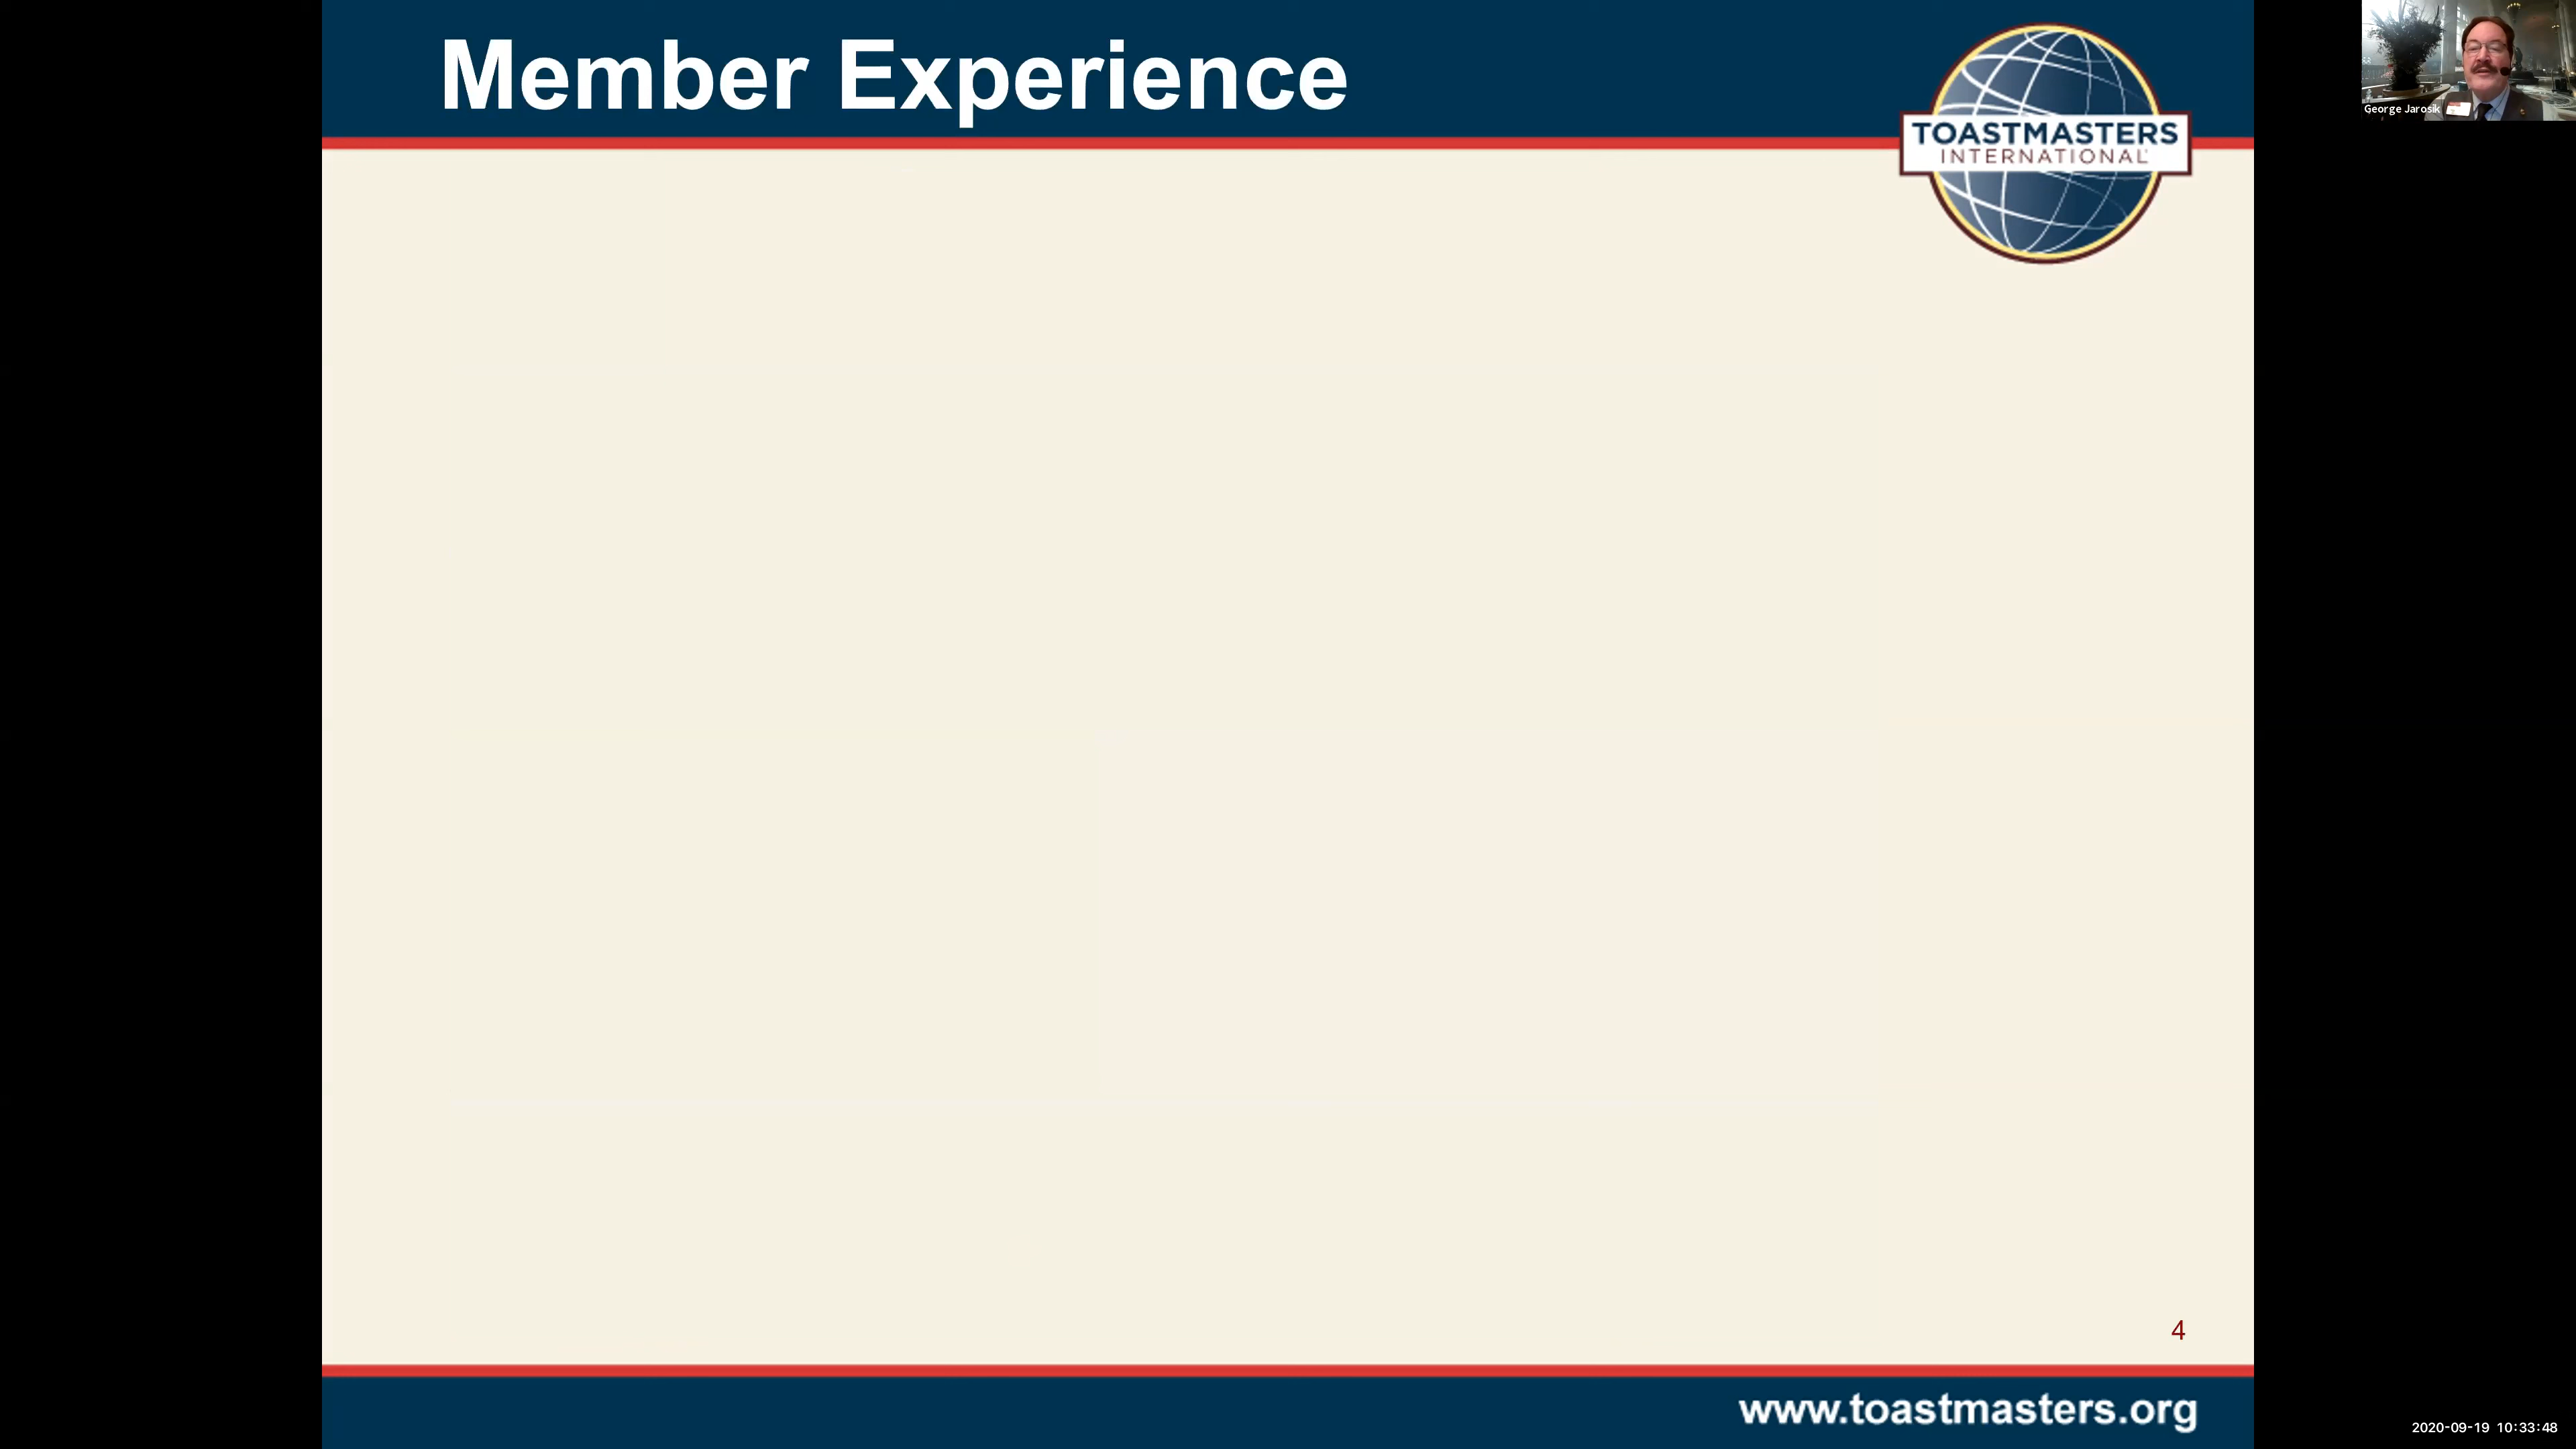 Member Experience
TOASTMASTERS
INTERNATIONAL
George Jarosik
4
www.toastmasters.org
2020-09-19 10:33:48